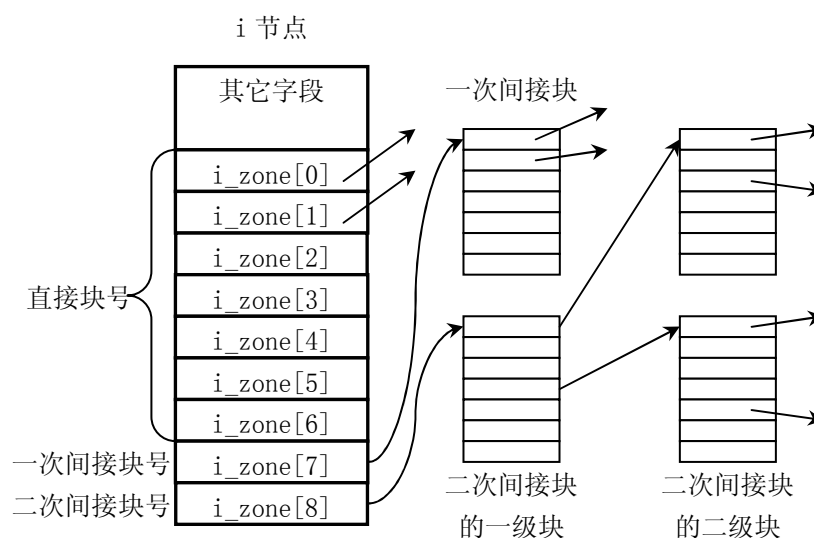 i 节点
其它字段
一次间接块
i_zone[0]
i_zone[1]
i_zone[2]
i_zone[3]
直接块号
i_zone[4]
i_zone[5]
i_zone[6]
一次间接块号
i_zone[7]
二次间接块号
i_zone[8]
二次间接块
的一级块
二次间接块
的二级块